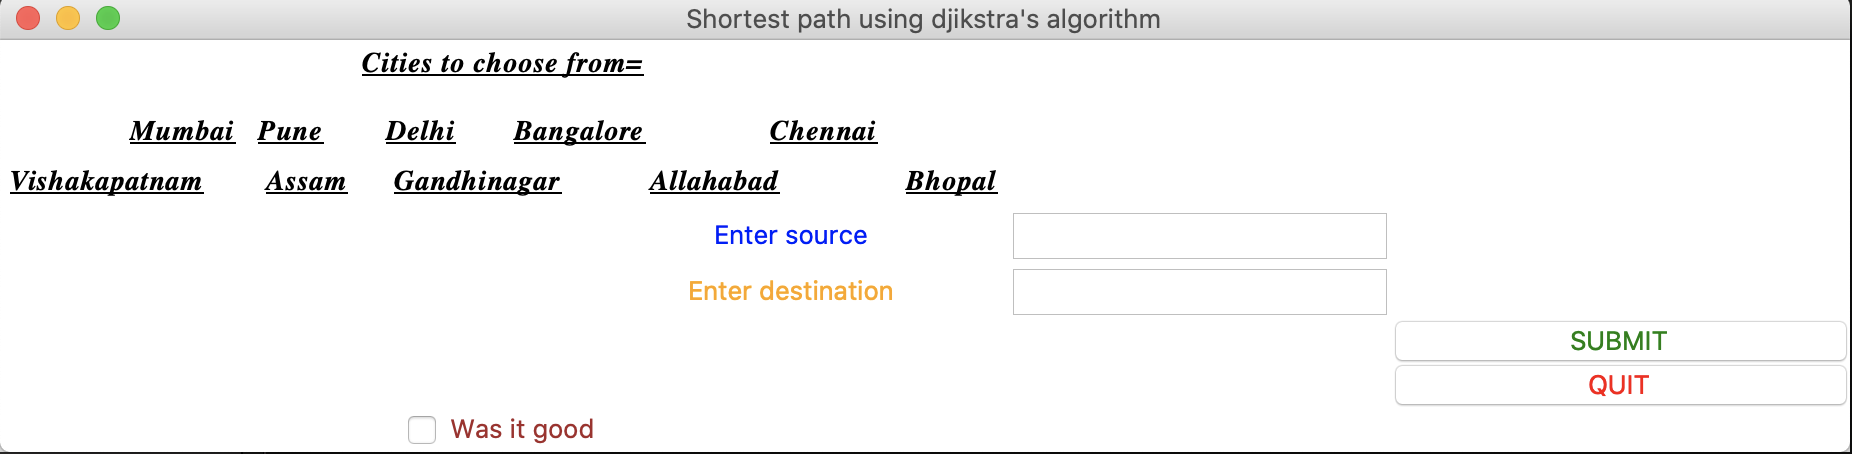 Shortest path using djikstra's algorithm
Cities to choose from=
Mumbai Pune Delhi Bangalore Chennai
Vishakapatnam Assam Gandhinagar Allahabad Bhopal
Enter source
Enter destination
SUBMIT
QUIT
Was it good